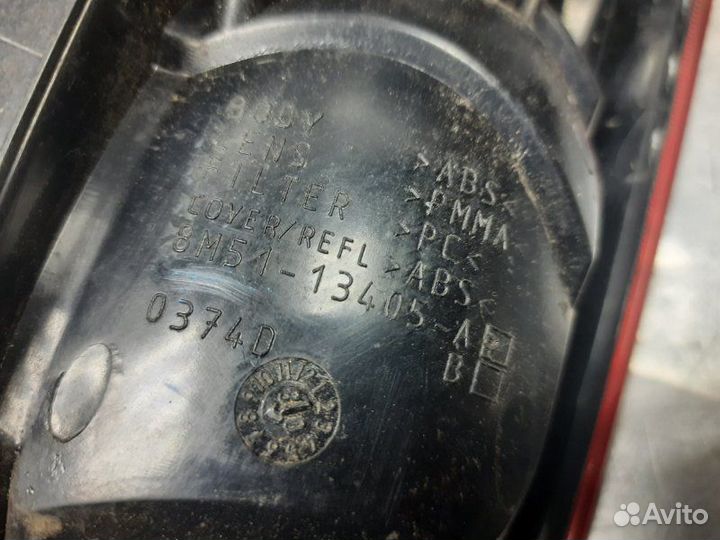 BODY >ABS<
LENS >PMMA
FILTER >PC<
COVER/REFL >ABS<
8M51-13405-A
B
0374D
Avito